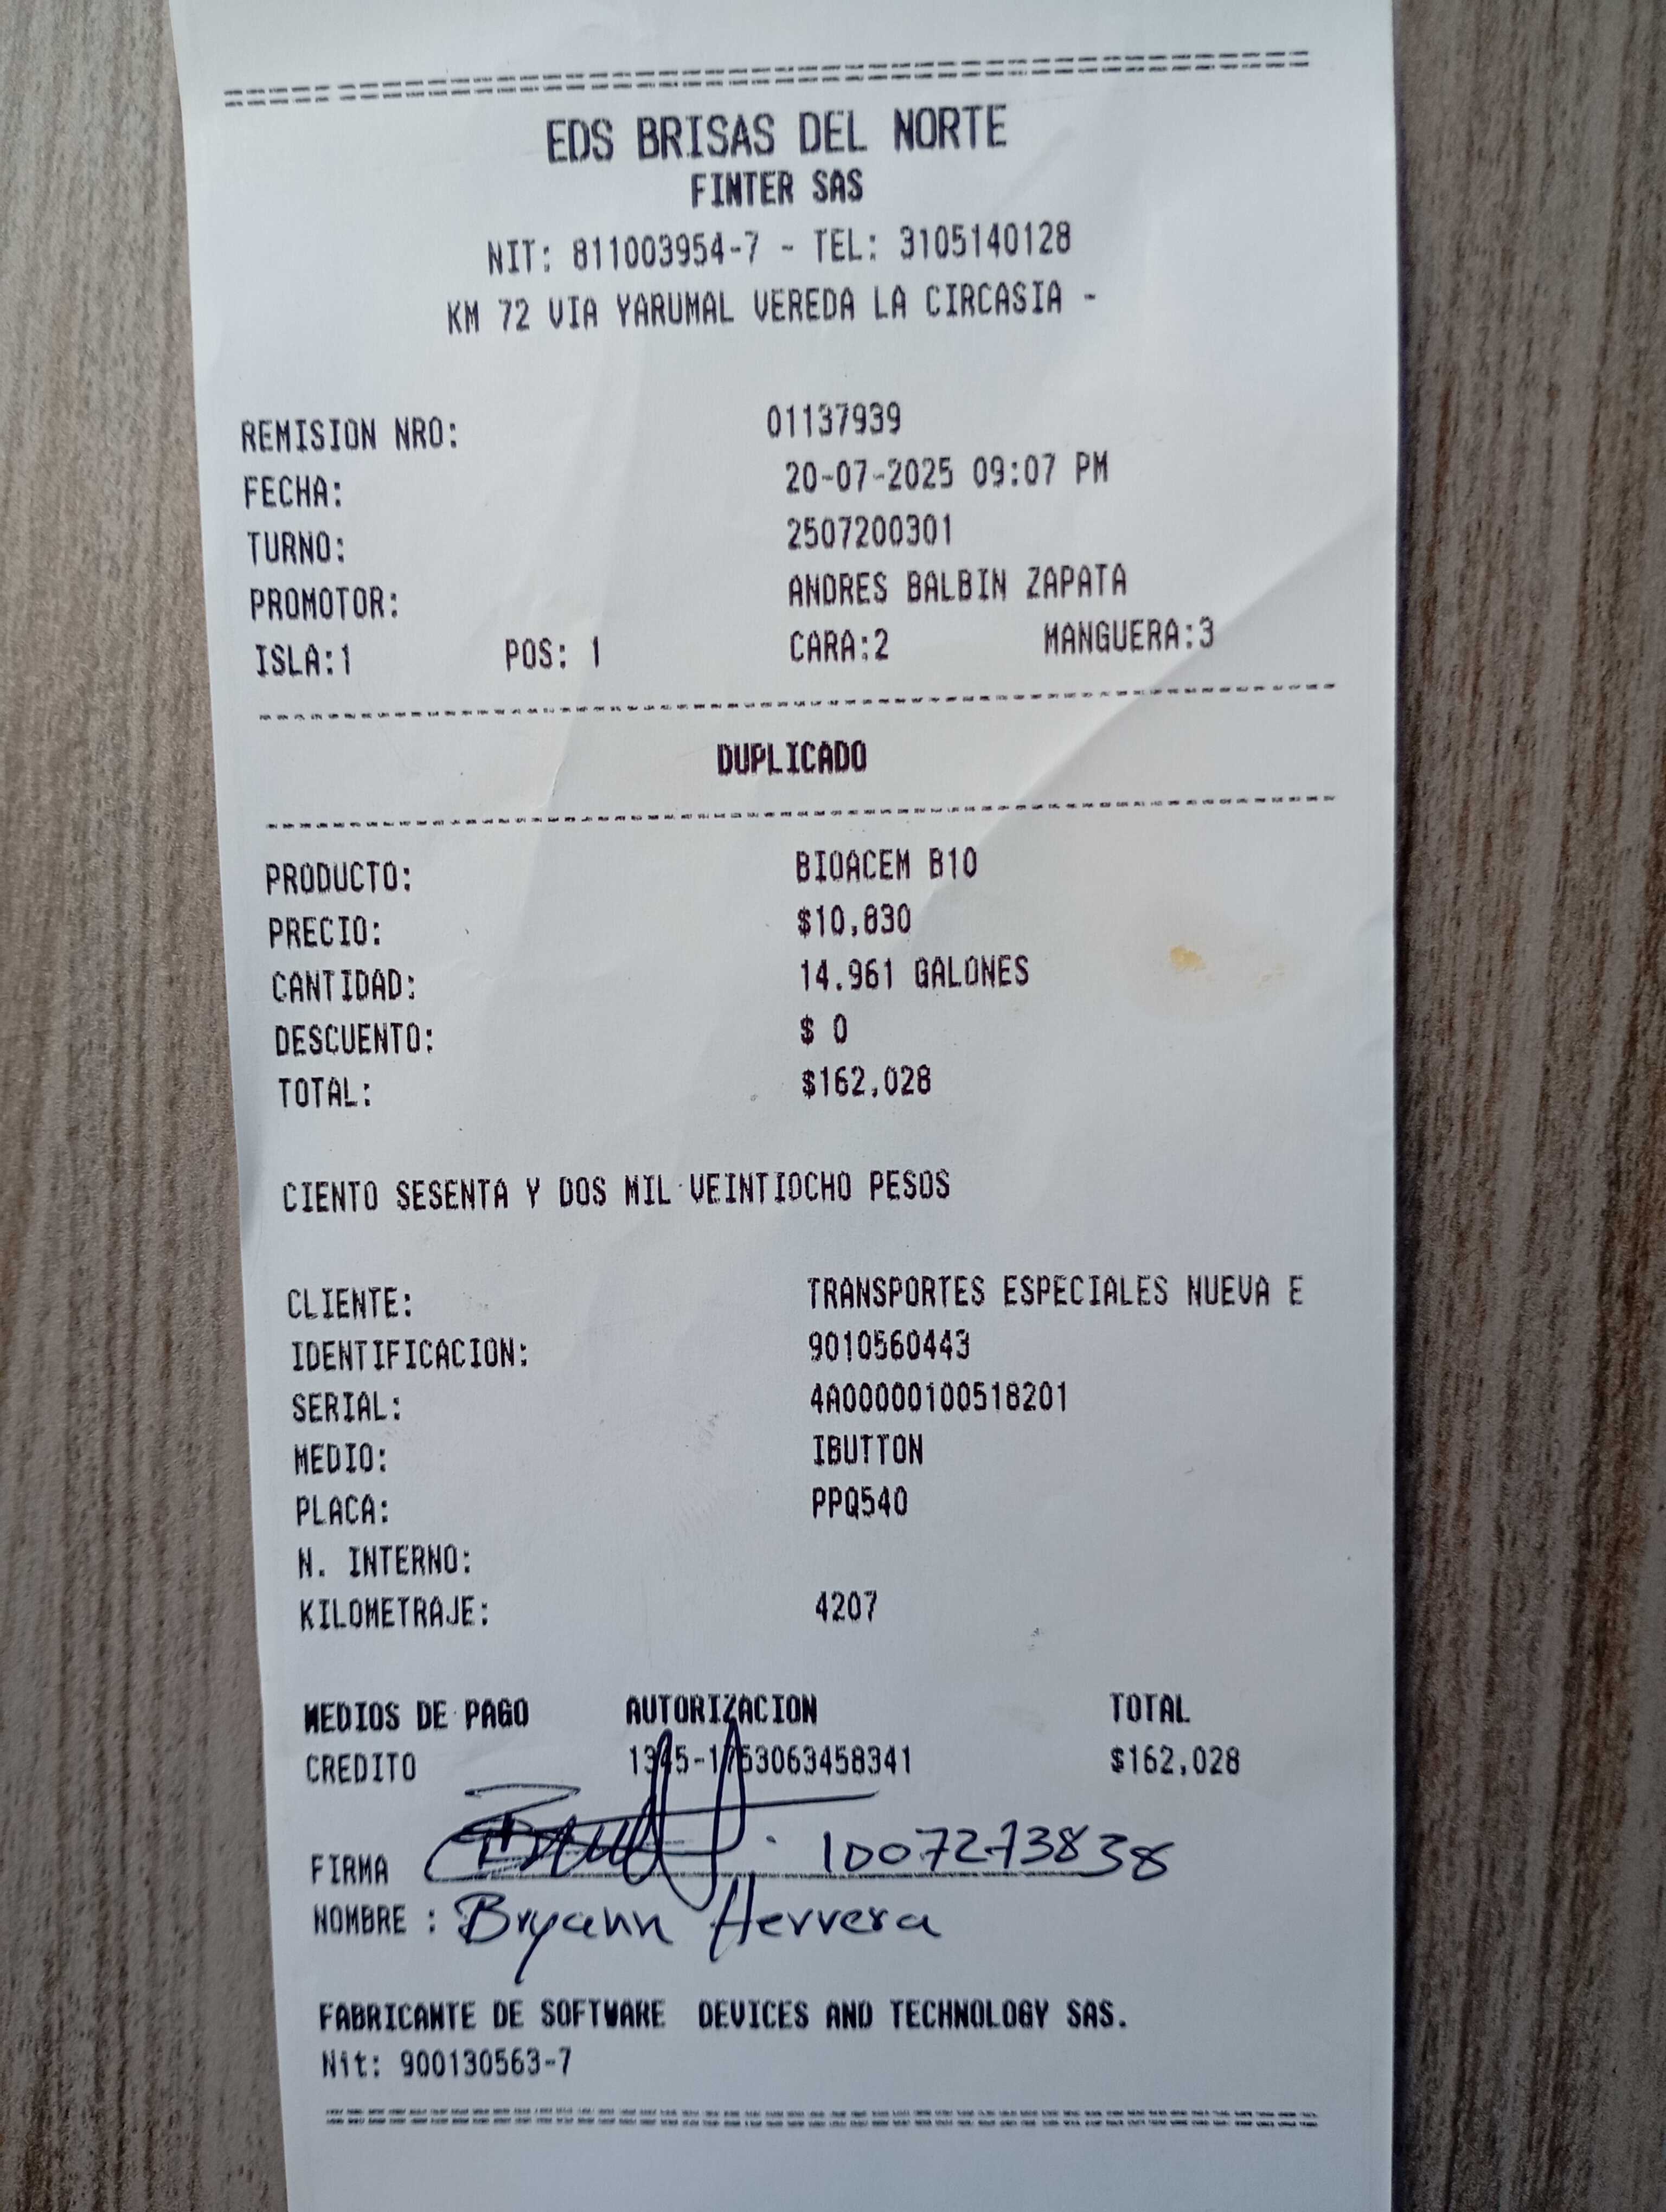 EDS BRISAS DEL NORTE
FINTER SAS
NIT: 811003954-7 - TEL: 3105140128
KM 72 VIA YARUMAL VEREDA LA CIRCASIA -
REMISION NRO: 01137939
FECHA: 20-07-2025 09:07 PM
TURNO: 2507200301
PROMOTOR: ANDRES BALBIN ZAPATA
ISLA:1 POS: 1 CARA:2 MANGUERA:3
DUPLICADO
PRODUCTO: BIOACEM B10
PRECIO: $10,830
CANTIDAD: 14.961 GALONES
DESCUENTO: $ 0
TOTAL: $162,028
CIENTO SESENTA Y DOS MIL VEINTIOCHO PESOS
CLIENTE: TRANSPORTES ESPECIALES NUEVA E
IDENTIFICACION: 9010560443
SERIAL: 4A00000100518201
MEDIO: IBUTTON
PLACA: PPQ540
N. INTERNO:
KILOMETRAJE: 4207
MEDIOS DE PAGO AUTORIZACION TOTAL
CREDITO 1345-1753063458341 $162,028
FIRMA 1007273838
NOMBRE : Bryann Herrera
FABRICANTE DE SOFTWARE DEVICES AND TECHNOLOGY SAS.
Nit: 900130563-7